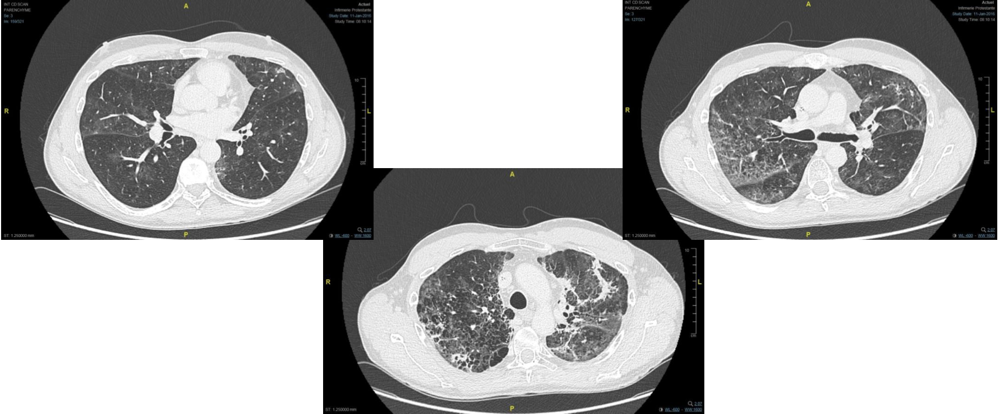 INT CD SCAN
PARENCHYME
Se: 3
Im: 159/321
A
Actuel
Infirmerie Protestante
Study Date: 11-Jan-2016
Study Time: 08:10:14
R
L
10
cm
P
ST: 1.250000 mm
2.07
WL:-600 - WW:1600
INT CD SCAN
PARENCHYME
Se: 3
Im: 127/321
A
Actuel
Infirmerie Protestante
Study Date: 11-Jan-2016
Study Time: 08:10:14
R
L
10
cm
P
ST: 1.250000 mm
2.07
WL:-600 - WW:1600
A
R
L
10
cm
P
ST: 1.250000 mm
2.07
WL:-600 - WW:1600